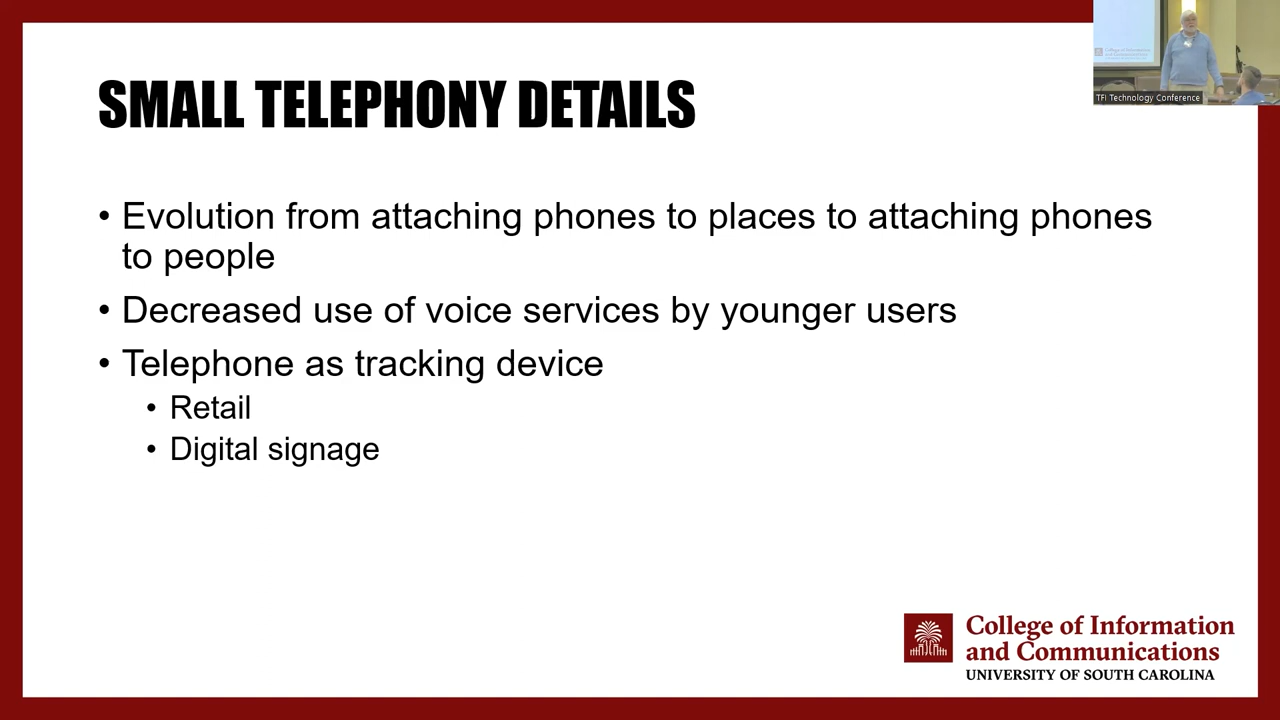 SMALL TELEPHONY DETAILS
TFI Technology Conference
• Evolution from attaching phones to places to attaching phones
to people
• Decreased use of voice services by younger users
• Telephone as tracking device
• Retail
• Digital signage
College of Information
and Communications
UNIVERSITY OF SOUTH CAROLINA